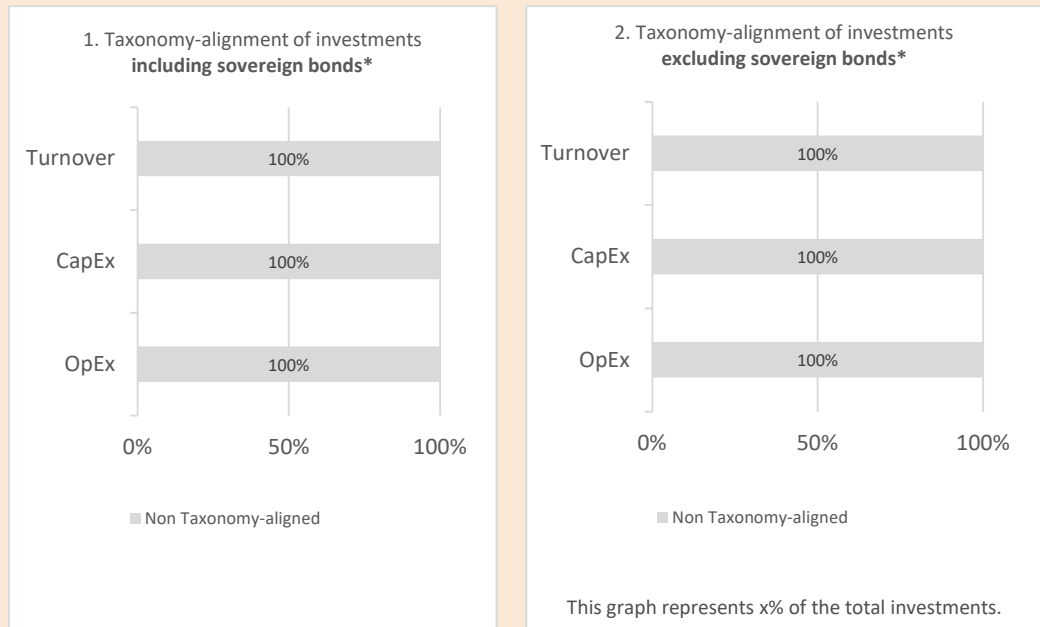 1. Taxonomy-alignment of investments
including sovereign bonds*
Turnover
100%
CapEx
100%
OpEx
100%
0% 50% 100%
Non Taxonomy-aligned
2. Taxonomy-alignment of investments
excluding sovereign bonds*
Turnover
100%
CapEx
100%
OpEx
100%
0% 50% 100%
Non Taxonomy-aligned
This graph represents x% of the total investments.